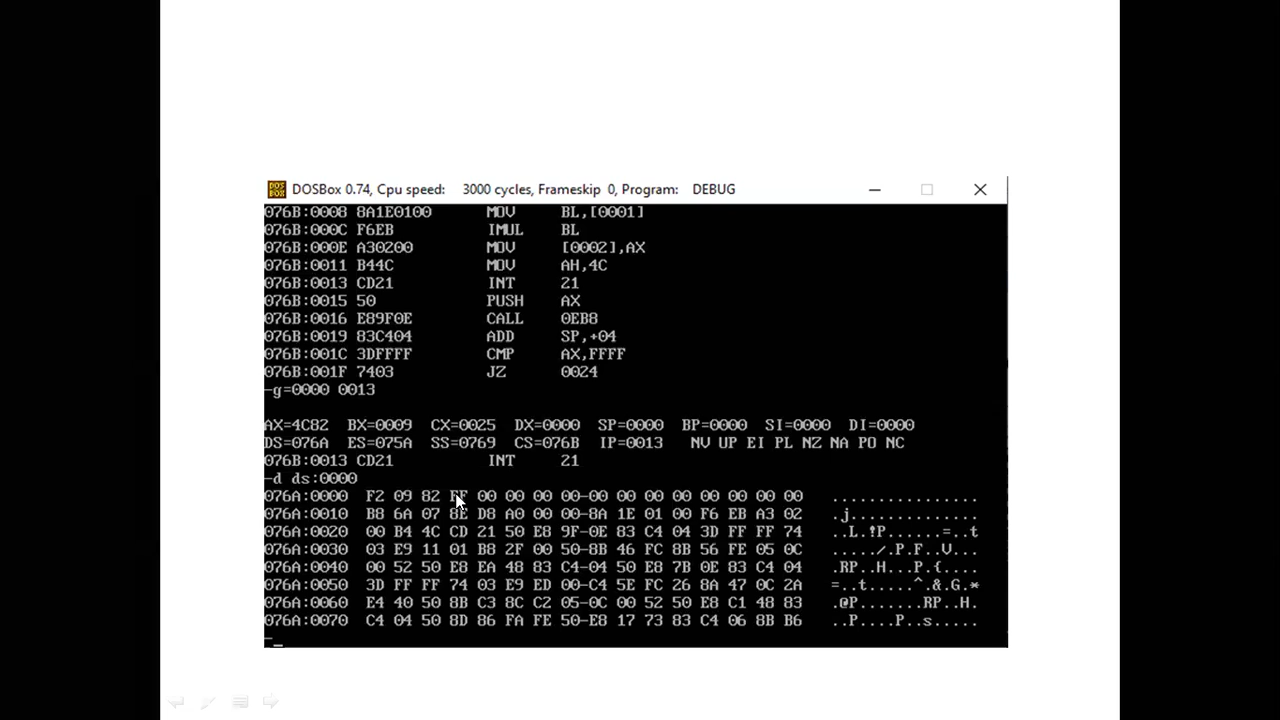 DOSBox 0.74, Cpu speed: 3000 cycles, Frameskip 0, Program: DEBUG
076B:0008 8A1E0100 MOV BL,[0001]
076B:000C F6EB IMUL BL
076B:000E A30200 MOV [0002],AX
076B:0011 B44C MOV AH,4C
076B:0013 CD21 INT 21
076B:0015 50 PUSH AX
076B:0016 E89F0E CALL 0EB8
076B:0019 83C404 ADD SP,+04
076B:001C 3DFFFF CMP AX,FFFF
076B:001F 7403 JZ 0024
-g=0000 0013
AX=4C82 BX=0009 CX=0025 DX=0000 SP=0000 BP=0000 SI=0000 DI=0000
DS=076A ES=075A SS=0769 CS=076B IP=0013 NV UP EI PL NZ NA PO NC
076B:0013 CD21 INT 21
-d ds:0000
076A:0000 F2 09 82 FF 00 00 00 00-00 00 00 00 00 00 00 00 ................
076A:0010 B8 6A 07 8E D8 A0 00 00-8A 1E 01 00 F6 EB A3 02 .j..............
076A:0020 00 B4 4C CD 21 50 E8 9F-0E 83 C4 04 3D FF FF 74 ..L.!P......=..t
076A:0030 03 E9 11 01 B8 2F 00 50-8B 46 FC 8B 56 FE 05 0C ...../.P.F..V...
076A:0040 00 52 50 E8 EA 48 83 C4-04 50 E8 7B 0E 83 C4 04 .RP..H...P.{....
076A:0050 3D FF FF 74 03 E9 ED 00-C4 5E FC 26 8A 47 0C 2A =..t.....^.&.G.*
076A:0060 E4 40 50 8B C3 8C C2 05-0C 00 52 50 E8 C1 48 83 .@P.......RP..H.
076A:0070 C4 04 50 8D 86 FA FE 50-E8 17 73 83 C4 06 8B B6 ..P....P..s.....
-_